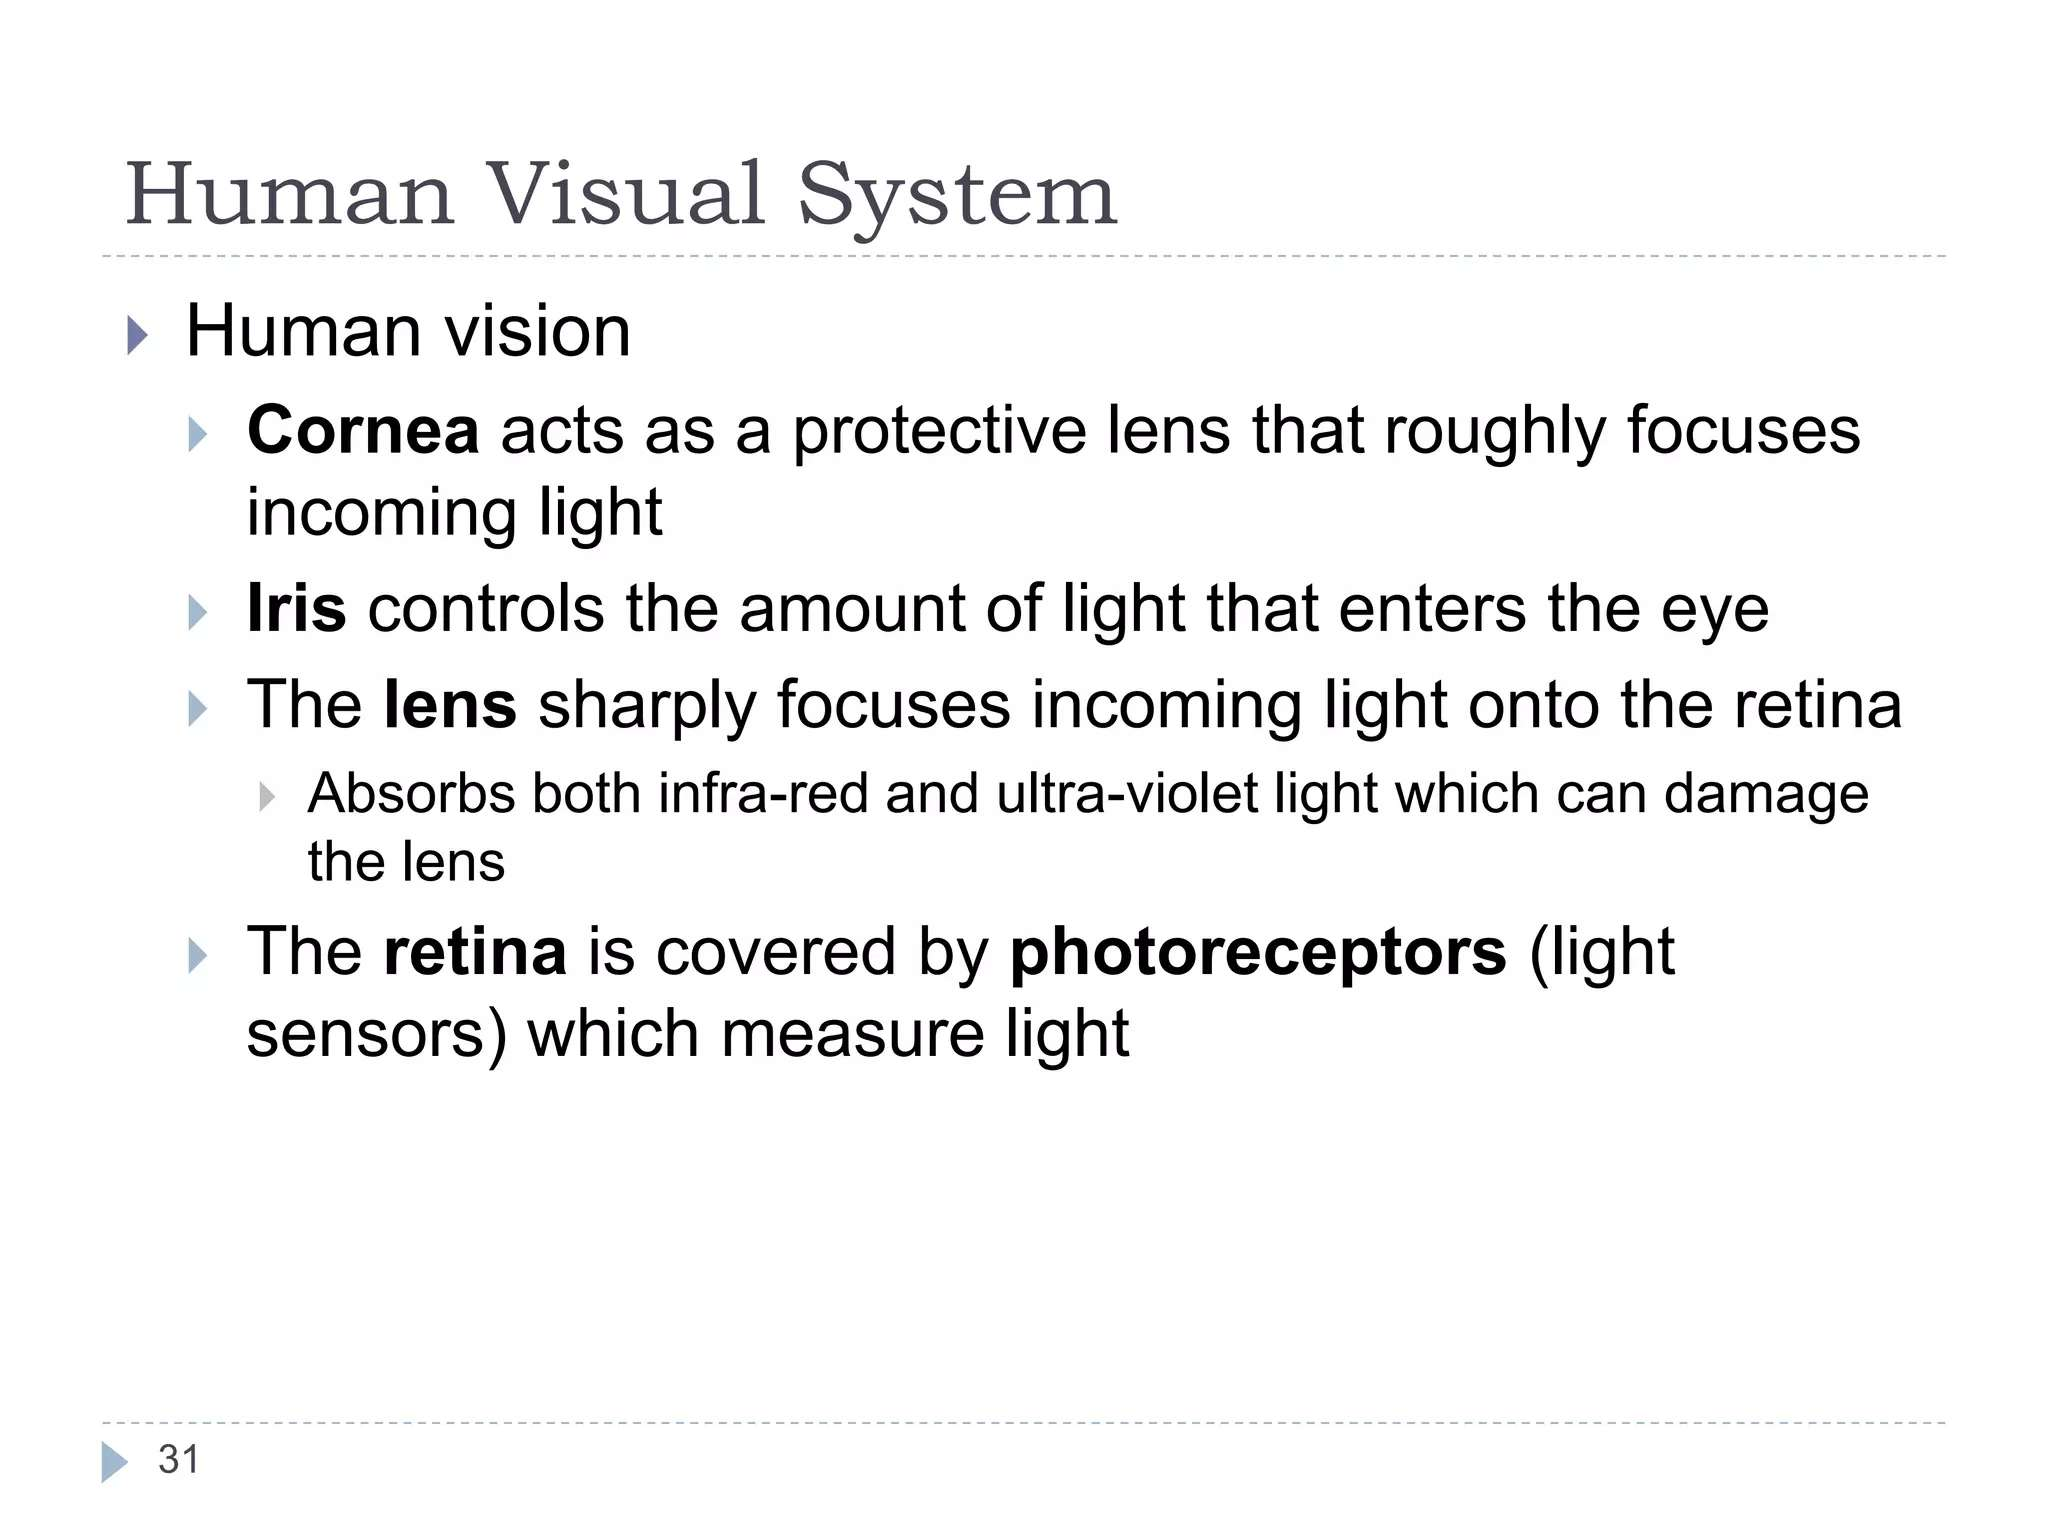 Human Visual System
Human vision
Cornea acts as a protective lens that roughly focuses
incoming light
Iris controls the amount of light that enters the eye
The lens sharply focuses incoming light onto the retina
Absorbs both infra-red and ultra-violet light which can damage
the lens
The retina is covered by photoreceptors (light
sensors) which measure light
31